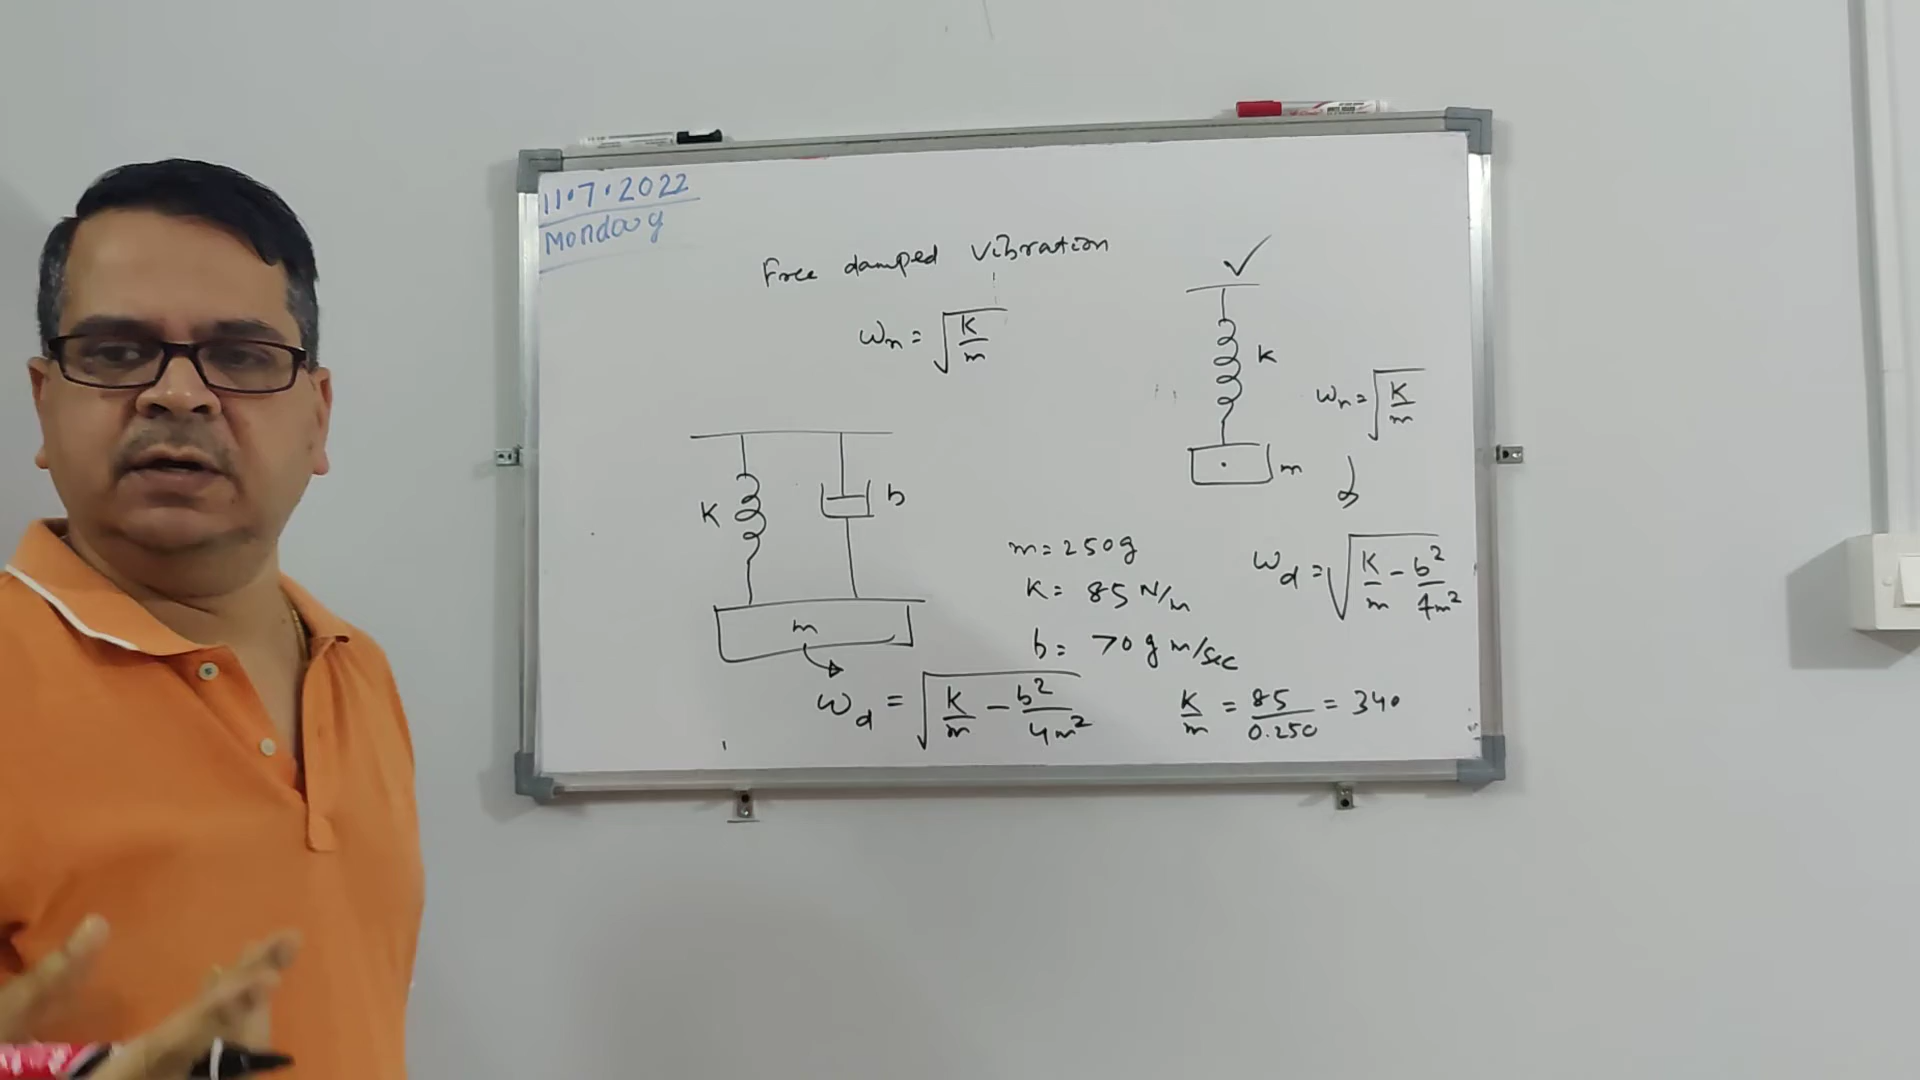 11.7.2022
Monday
Free damped Vibration
ωn = √(K/m)
K
m
ωn = √(K/m)
K
b
m
m = 250g
K = 85 N/m
b = 70 g m/sec
ωd = √(K/m - b²/4m²)
ωd = √(K/m - b²/4m²)
K/m = 85/0.250 = 340